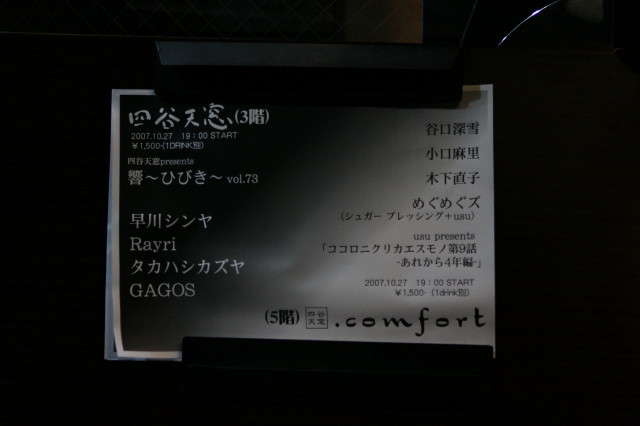 四谷天窓(3階)
2007.10.27 19:00 START
¥1,500-(1DRINK別)
四谷天窓presents
響～ひびき～ vol.73
早川シンヤ
Rayri
タカハシカズヤ
GAGOS
谷口深雪
小口麻里
木下直子
めぐめぐズ
(シュガー ブレッシング+usu)
usu presents
「ココロニクリカエスモノ第9話
-あれから4年編-」
2007.10.27 19:00 START
¥1,500- (1drink別)
(5階) 四谷天窓 .comfort